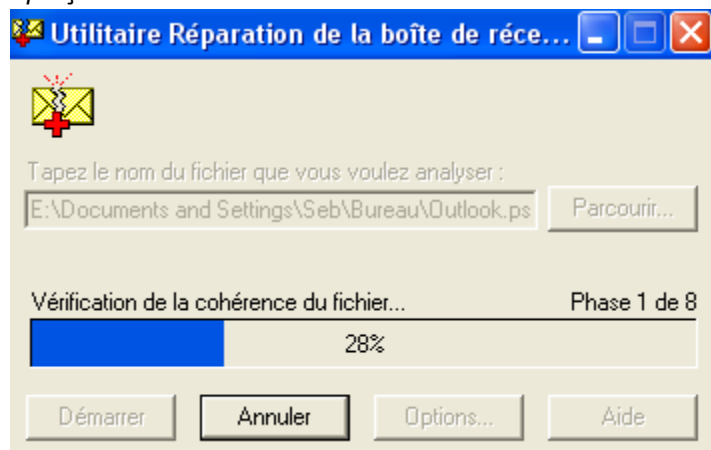 Utilitaire Réparation de la boîte de réce...
Tapez le nom du fichier que vous voulez analyser :
E:\Documents and Settings\Seb\Bureau\Outlook.ps
Parcourir...
Vérification de la cohérence du fichier...
Phase 1 de 8
28%
Démarrer
Annuler
Options...
Aide